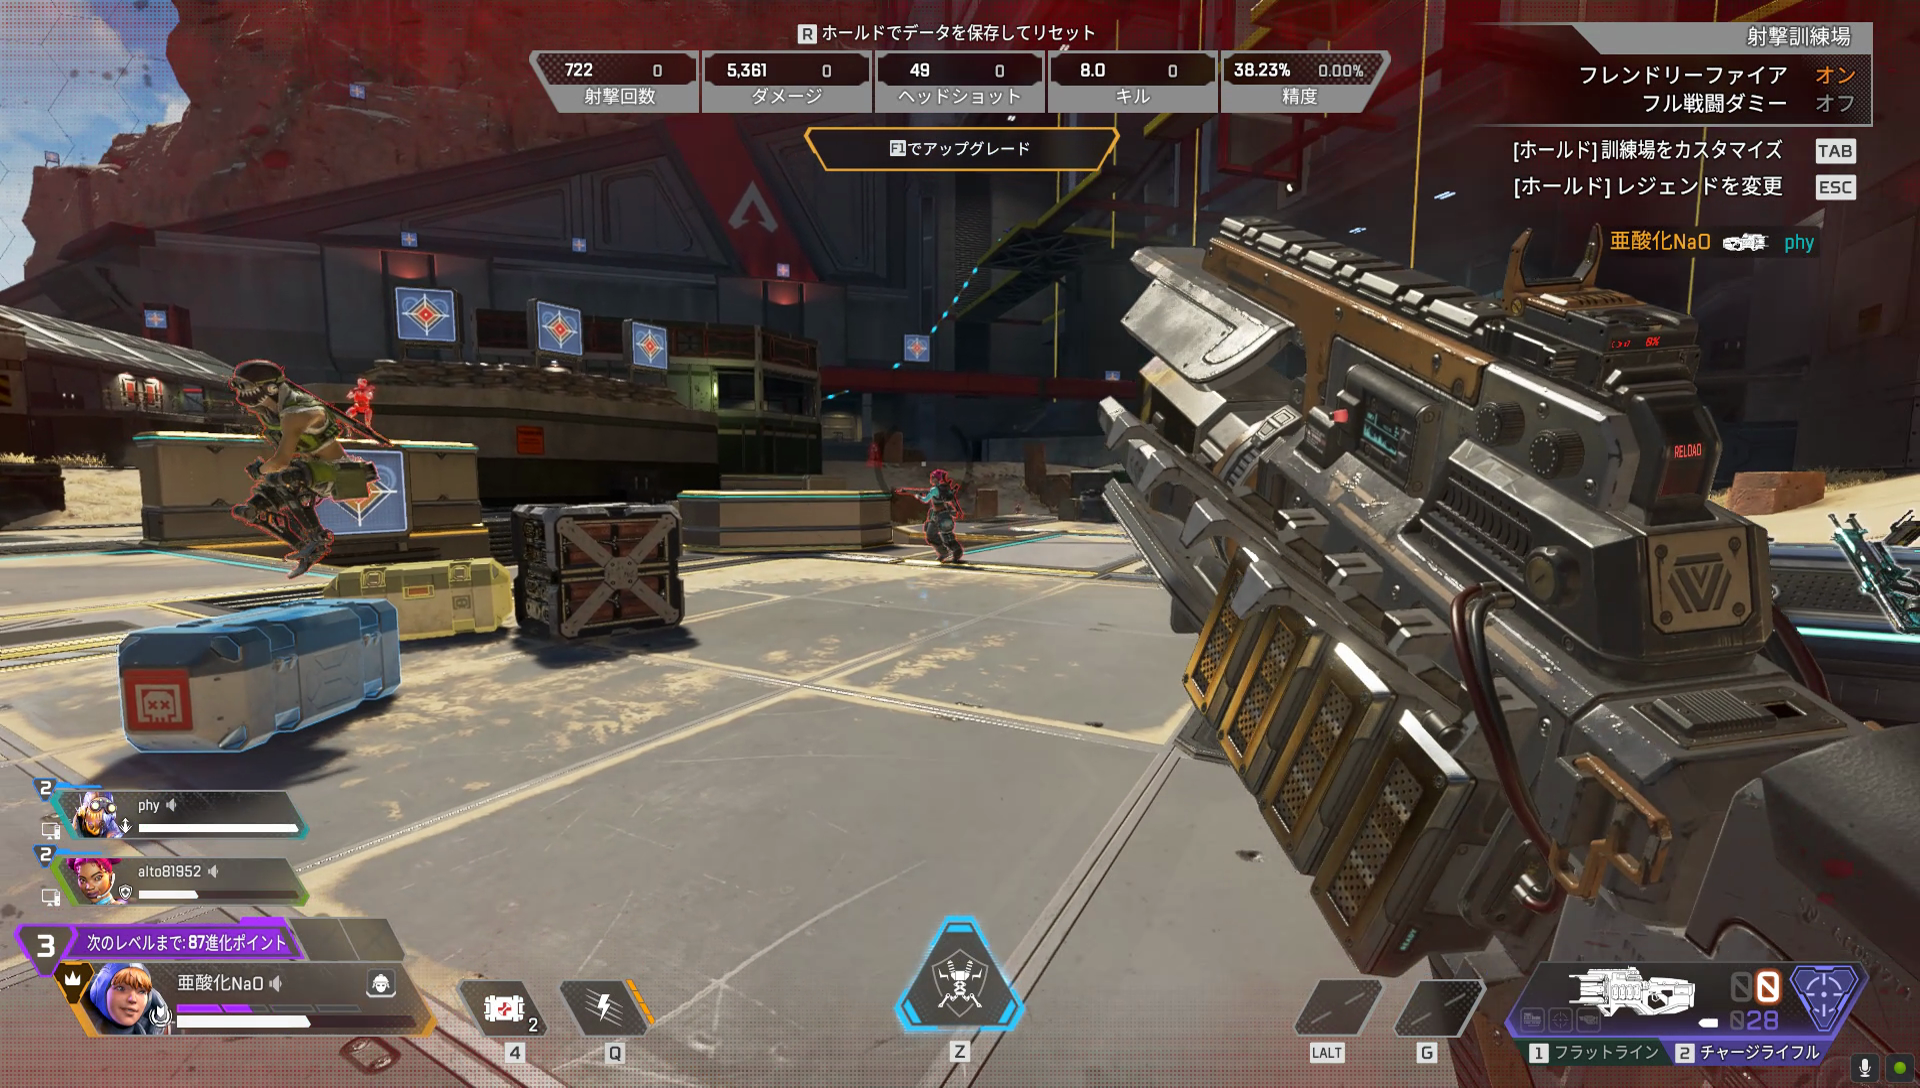 R ホールドでデータを保存してリセット
722 0 5,361 0 49 0 8.0 0 38.23% 0.00%
射撃回数 ダメージ ヘッドショット キル 精度
F1でアップグレード
射撃訓練場
フレンドリーファイア オン
フル戦闘ダミー オフ
[ホールド]訓練場をカスタマイズ TAB
[ホールド]レジェンドを変更 ESC
亜酸化NaO phy
0%
RELOAD
READY
2
phy
2
alto81952
3 次のレベルまで:87進化ポイント
亜酸化NaO
2
4 Q Z LALT G
00
028
1 フラットライン 2 チャージライフル